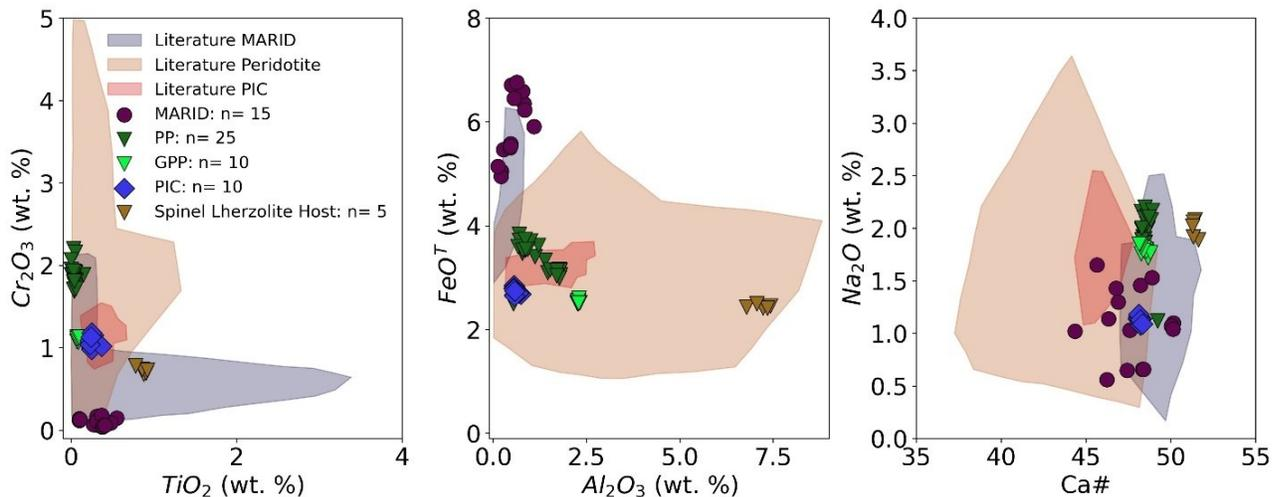 5
4
3
2
1
0
Cr₂O₃ (wt. %)
0
2
4
TiO₂ (wt. %)
Literature MARID
Literature Peridotite
Literature PIC
MARID: n= 15
PP: n= 25
GPP: n= 10
PIC: n= 10
Spinel Lherzolite Host: n= 5
8
6
4
2
0
FeOᵀ (wt. %)
0.0
2.5
5.0
7.5
Al₂O₃ (wt. %)
4.0
3.5
3.0
2.5
2.0
1.5
1.0
0.5
0.0
Na₂O (wt. %)
35
40
45
50
55
Ca#